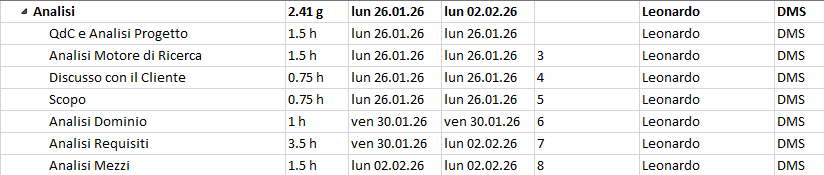 Analisi 2.41 g lun 26.01.26 lun 02.02.26 Leonardo DMS
QdC e Analisi Progetto 1.5 h lun 26.01.26 lun 26.01.26 Leonardo DMS
Analisi Motore di Ricerca 1.5 h lun 26.01.26 lun 26.01.26 3 Leonardo DMS
Discusso con il Cliente 0.75 h lun 26.01.26 lun 26.01.26 4 Leonardo DMS
Scopo 0.75 h lun 26.01.26 lun 26.01.26 5 Leonardo DMS
Analisi Dominio 1 h ven 30.01.26 ven 30.01.26 6 Leonardo DMS
Analisi Requisiti 3.5 h ven 30.01.26 lun 02.02.26 7 Leonardo DMS
Analisi Mezzi 1.5 h lun 02.02.26 lun 02.02.26 8 Leonardo DMS